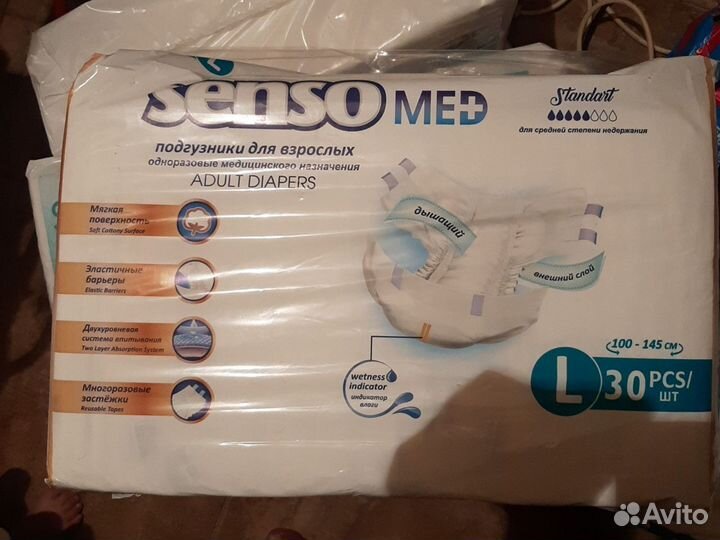 senso MED
подгузники для взрослых
одноразовые медицинского назначения
ADULT DIAPERS
Standart
для средней степени недержания
Мягкая
поверхность
Soft Cottony Surface
Эластичные
барьеры
Elastic Barriers
Двухуровневая
система впитывания
Two Layer Absorption System
Многоразовые
застёжки
Reusable Tapes
дышащий
внешний слой
wetness
indicator
индикатор
влаги
100 - 145 см
L 30 PCS/
ШТ
Avito